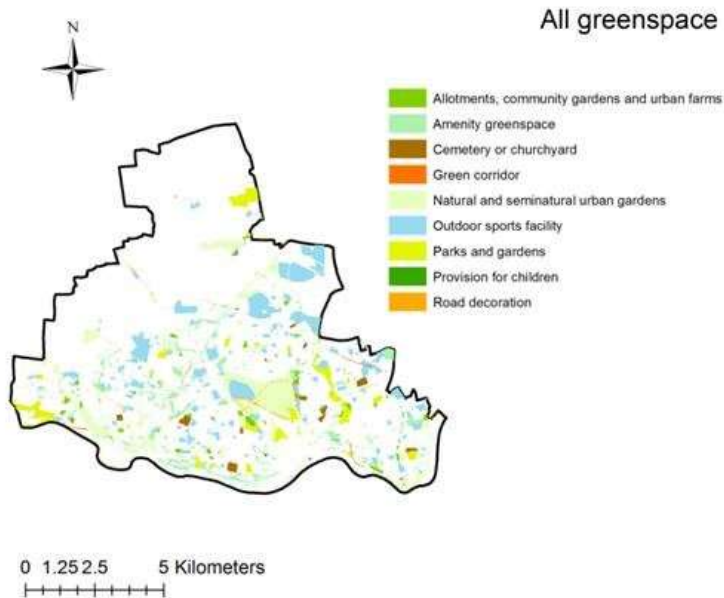 All greenspace
N
Allotments, community gardens and urban farms
Amenity greenspace
Cemetery or churchyard
Green corridor
Natural and seminatural urban gardens
Outdoor sports facility
Parks and gardens
Provision for children
Road decoration
0 1.25 2.5 5 Kilometers